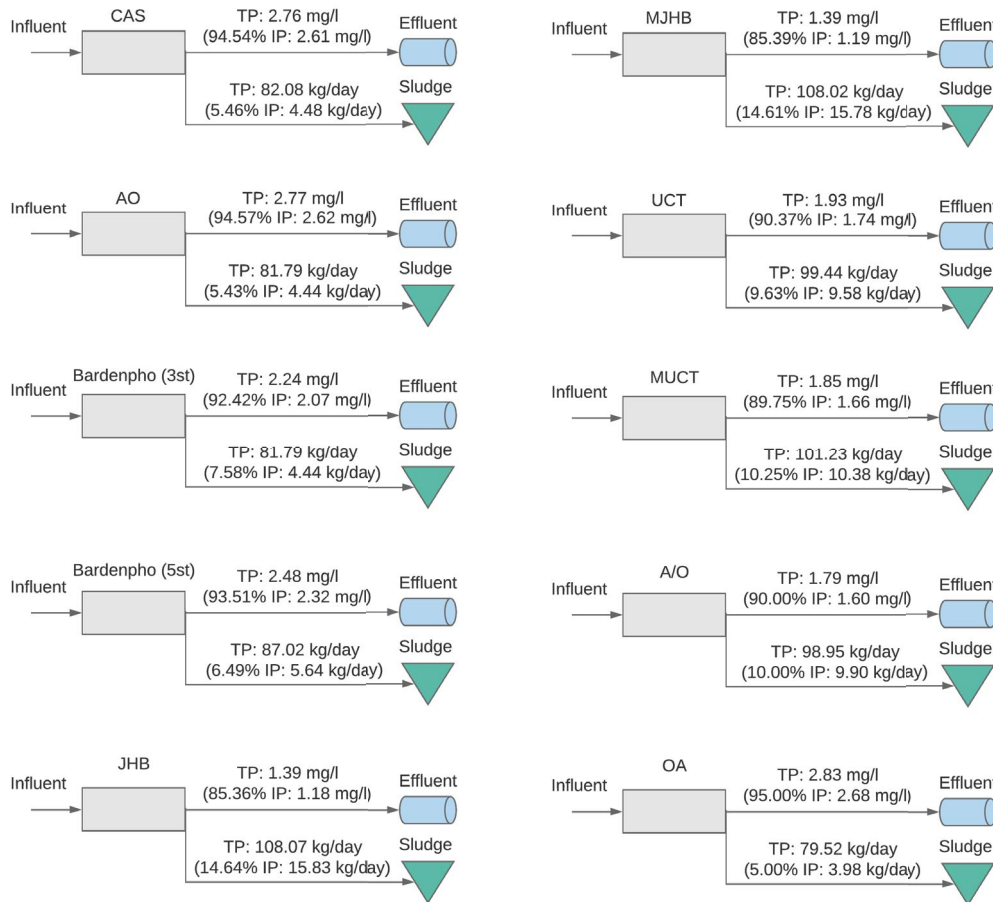 CAS
Influent
TP: 2.76 mg/l
(94.54% IP: 2.61 mg/l)
Effluent
TP: 82.08 kg/day
(5.46% IP: 4.48 kg/day)
Sludge
AO
Influent
TP: 2.77 mg/l
(94.57% IP: 2.62 mg/l)
Effluent
TP: 81.79 kg/day
(5.43% IP: 4.44 kg/day)
Sludge
Bardenpho (3st)
Influent
TP: 2.24 mg/l
(92.42% IP: 2.07 mg/l)
Effluent
TP: 81.79 kg/day
(7.58% IP: 4.44 kg/day)
Sludge
Bardenpho (5st)
Influent
TP: 2.48 mg/l
(93.51% IP: 2.32 mg/l)
Effluent
TP: 87.02 kg/day
(6.49% IP: 5.64 kg/day)
Sludge
JHB
Influent
TP: 1.39 mg/l
(85.36% IP: 1.18 mg/l)
Effluent
TP: 108.07 kg/day
(14.64% IP: 15.83 kg/day)
Sludge
MJHB
Influent
TP: 1.39 mg/l
(85.39% IP: 1.19 mg/l)
Effluent
TP: 108.02 kg/day
(14.61% IP: 15.78 kg/day)
Sludge
UCT
Influent
TP: 1.93 mg/l
(90.37% IP: 1.74 mg/l)
Effluent
TP: 99.44 kg/day
(9.63% IP: 9.58 kg/day)
Sludge
MUCT
Influent
TP: 1.85 mg/l
(89.75% IP: 1.66 mg/l)
Effluent
TP: 101.23 kg/day
(10.25% IP: 10.38 kg/day)
Sludge
A/O
Influent
TP: 1.79 mg/l
(90.00% IP: 1.60 mg/l)
Effluent
TP: 98.95 kg/day
(10.00% IP: 9.90 kg/day)
Sludge
OA
Influent
TP: 2.83 mg/l
(95.00% IP: 2.68 mg/l)
Effluent
TP: 79.52 kg/day
(5.00% IP: 3.98 kg/day)
Sludge